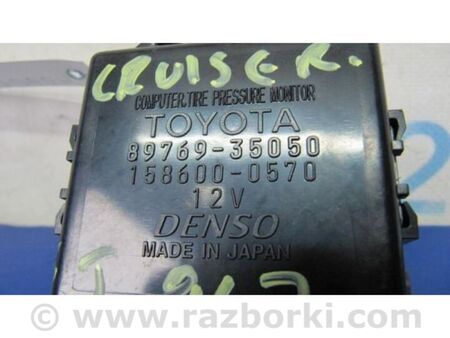 CRUISER.
COMPUTER,TIRE PRESSURE MONITOR
TOYOTA
89769-35050
158600-0570
12V
DENSO
MADE IN JAPAN
© www.razborki.com